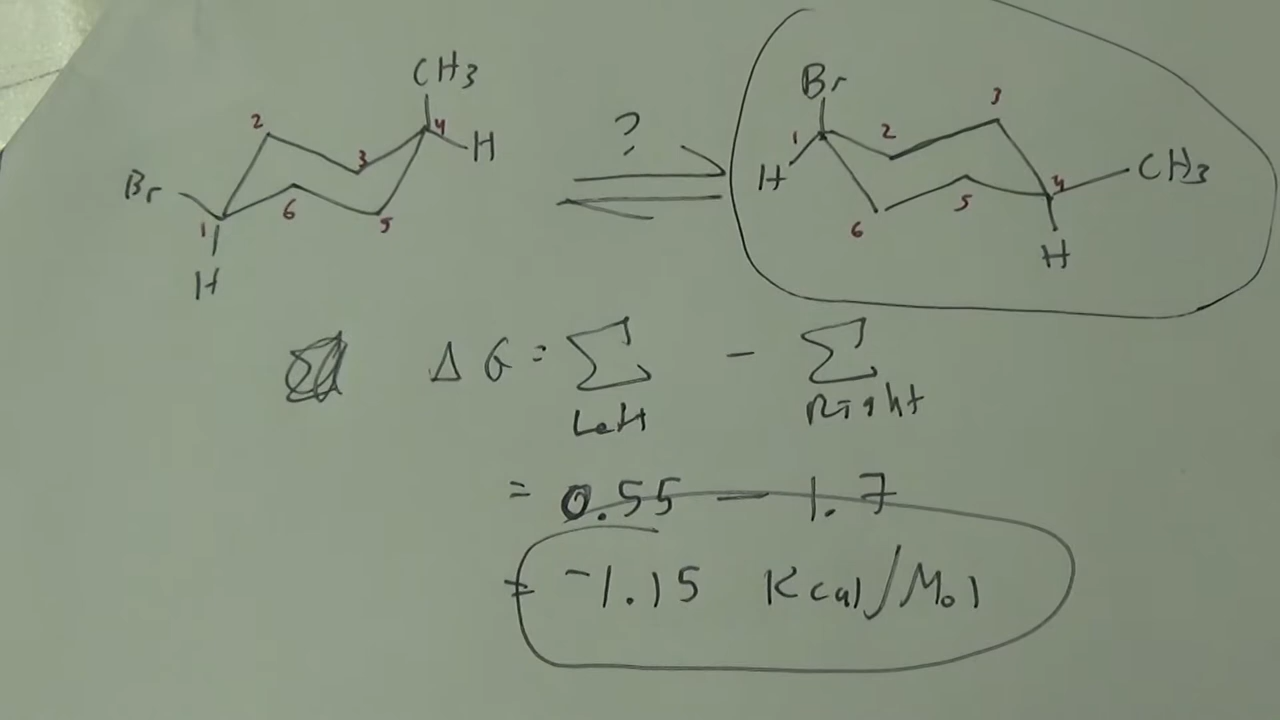 CH3 Br
2 4 H 3
3 ? 1 2 CH3
Br H 4
1 6 5 6 5
H H
Δ G = Σ - Σ
Left Right
= 0.55 - 1.7
= -1.15 Kcal/Mol